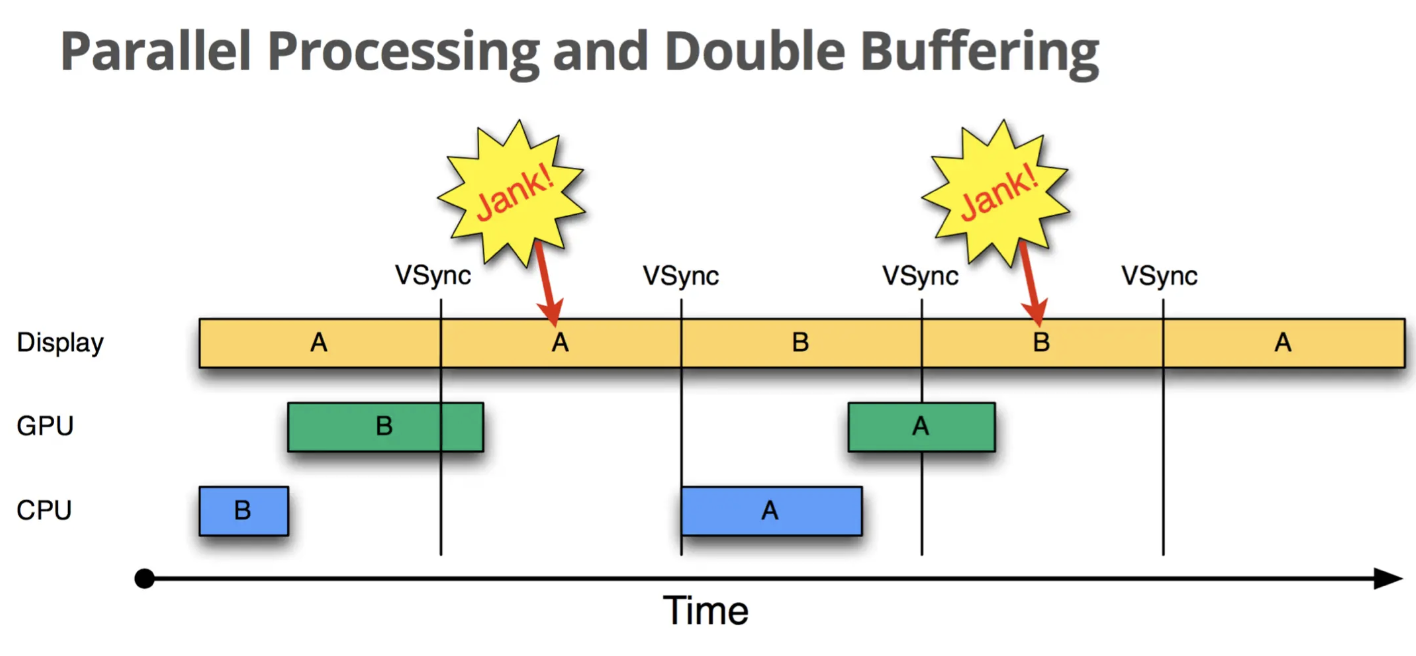 Parallel Processing and Double Buffering
Jank!
Jank!
VSync
VSync
VSync
VSync
Display
A
A
B
B
A
GPU
B
A
CPU
B
A
Time